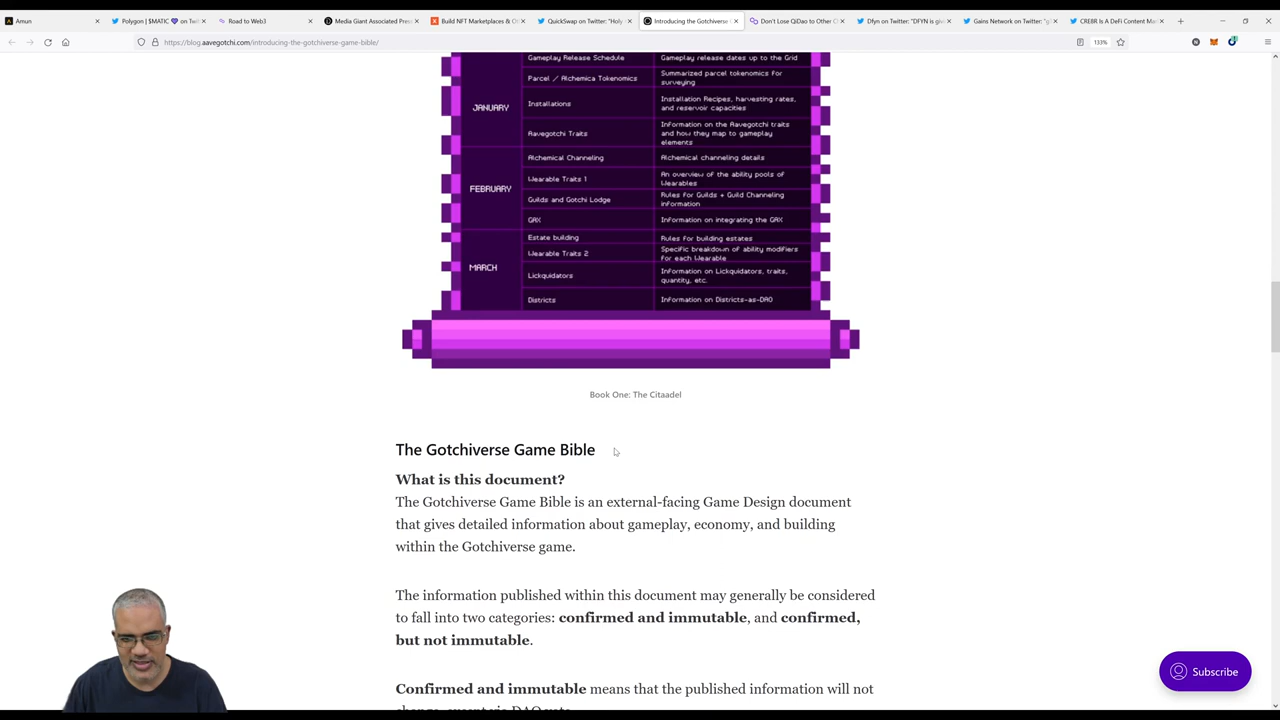 Amun
Polygon | $MATIC 💜 on Twi
Road to Web3
Media Giant Associated Press
Build NFT Marketplaces & Ot
QuickSwap on Twitter: "Holy
Introducing the Gotchiverse G
Don't Lose QiDao to Other C
Dfyn on Twitter: "DFYN is give
Gains Network on Twitter: "g
CRE8R Is A DeFi Content Mar
https://blog.aavegotchi.com/introducing-the-gotchiverse-game-bible/
133%
Gameplay Release Schedule
Gameplay release dates up to the Grid
JANUARY
Parcel / Alchemica Tokenomics
Summarized parcel tokenomics for
surveying
Installations
Installation Recipes, harvesting rates,
and reservoir capacities
Aavegotchi Traits
Information on the Aavegotchi traits
and how they map to gameplay
elements
FEBRUARY
Alchemical Channeling
Alchemical channeling details
Wearable Traits 1
An overview of the ability pools of
Wearables
Guilds and Gotchi Lodge
Rules for Guilds + Guild Channeling
information
GAX
Information on integrating the GAX
MARCH
Estate building
Rules for building estates
Wearable Traits 2
Specific breakdown of ability modifiers
for each Wearable
Lickquidators
Information on Lickquidators, traits,
quantity, etc.
Districts
Information on Districts-as-DAO
Book One: The Citaadel
The Gotchiverse Game Bible
What is this document?
The Gotchiverse Game Bible is an external-facing Game Design document
that gives detailed information about gameplay, economy, and building
within the Gotchiverse game.
The information published within this document may generally be considered
to fall into two categories: confirmed and immutable, and confirmed,
but not immutable.
Confirmed and immutable means that the published information will not
Subscribe